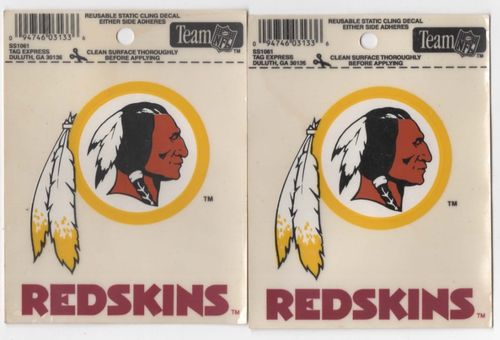 REUSABLE STATIC CLING DECAL
EITHER SIDE ADHERES
0 94746 03133 6
SS1061
TAG EXPRESS
DULUTH, GA 30136
CLEAN SURFACE THOROUGHLY
BEFORE APPLYING
Team NFL
TM
REDSKINS TM
REUSABLE STATIC CLING DECAL
EITHER SIDE ADHERES
0 94746 03133 6
SS1061
TAG EXPRESS
DULUTH, GA 30136
CLEAN SURFACE THOROUGHLY
BEFORE APPLYING
Team NFL
TM
REDSKINS TM